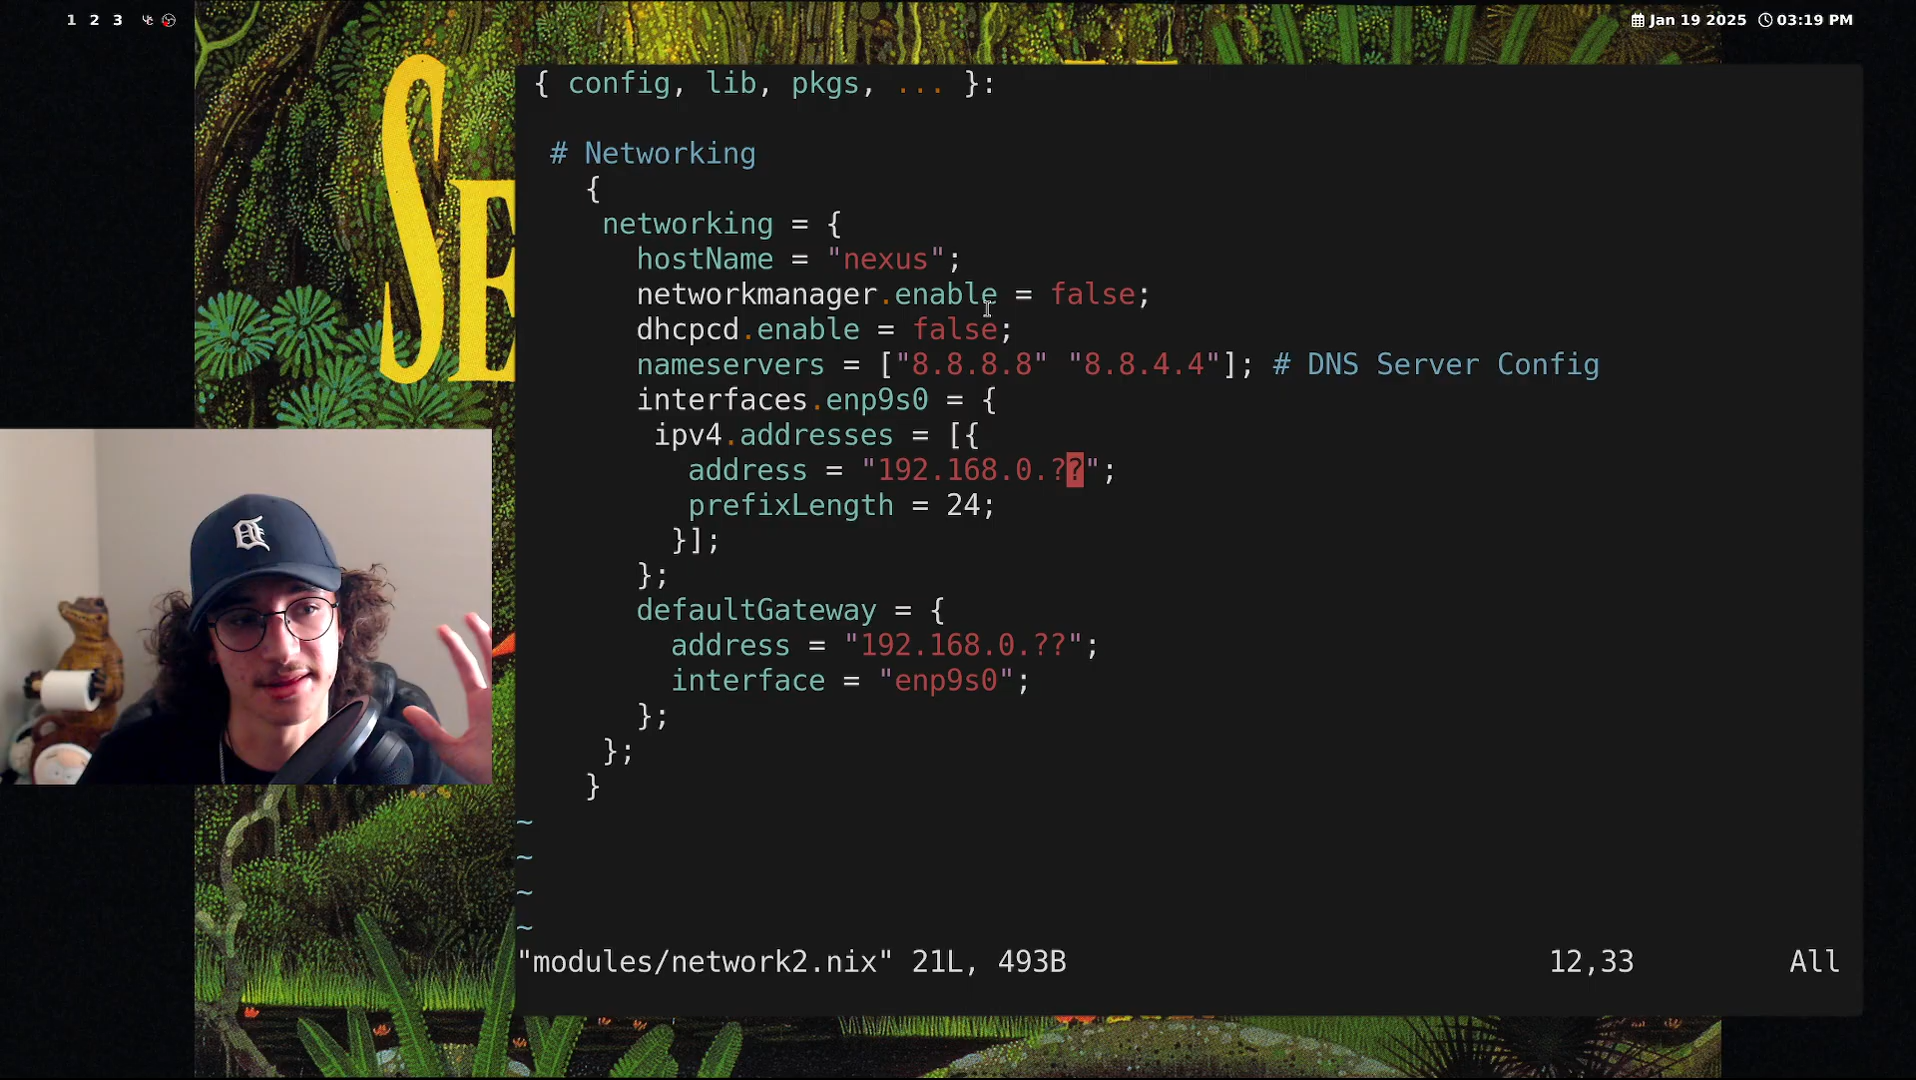 1 2 3
Jan 19 2025 03:19 PM
SE
{ config, lib, pkgs, ... }:
# Networking
{
networking = {
hostName = "nexus";
networkmanager.enable = false;
dhcpcd.enable = false;
nameservers = ["8.8.8.8" "8.8.4.4"]; # DNS Server Config
interfaces.enp9s0 = {
ipv4.addresses = [{
address = "192.168.0.??";
prefixLength = 24;
}];
};
defaultGateway = {
address = "192.168.0.??";
interface = "enp9s0";
};
};
}
~
~
~
~
"modules/network2.nix" 21L, 493B 12,33 All